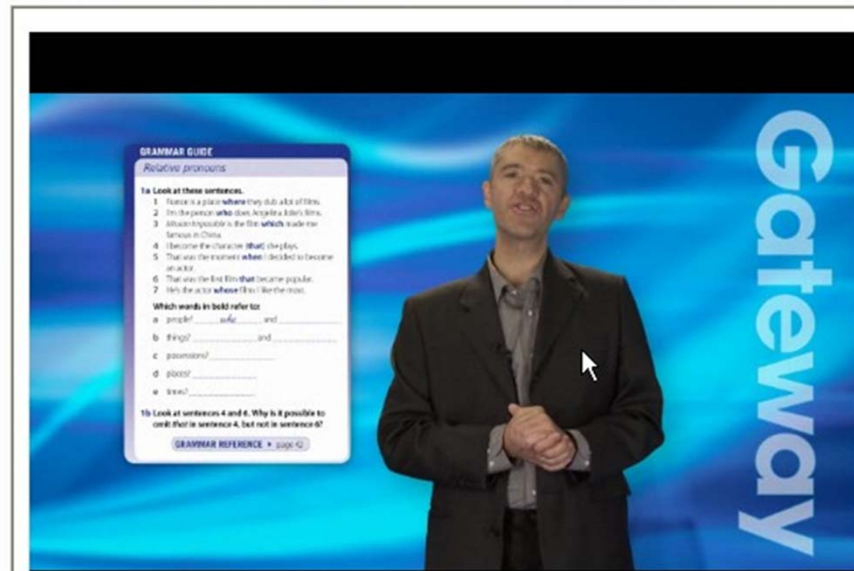 GRAMMAR GUIDE
Relative pronouns
1a Look at these sentences.
1 France is a place where they dub a lot of films.
2 I'm the person who does Angelina Jolie's films.
3 Mission Impossible is the film which made me
famous in China.
4 I become the character (that) she plays.
5 That was the moment when I decided to become
an actor.
6 That was the first film that became popular.
7 He's the actor whose films I like the most.
Which words in bold refer to:
a people? who and
b things? and
c possessions?
d places?
e times?
1b Look at sentences 4 and 6. Why is it possible to
omit that in sentence 4, but not in sentence 6?
GRAMMAR REFERENCE page 42
Gateway